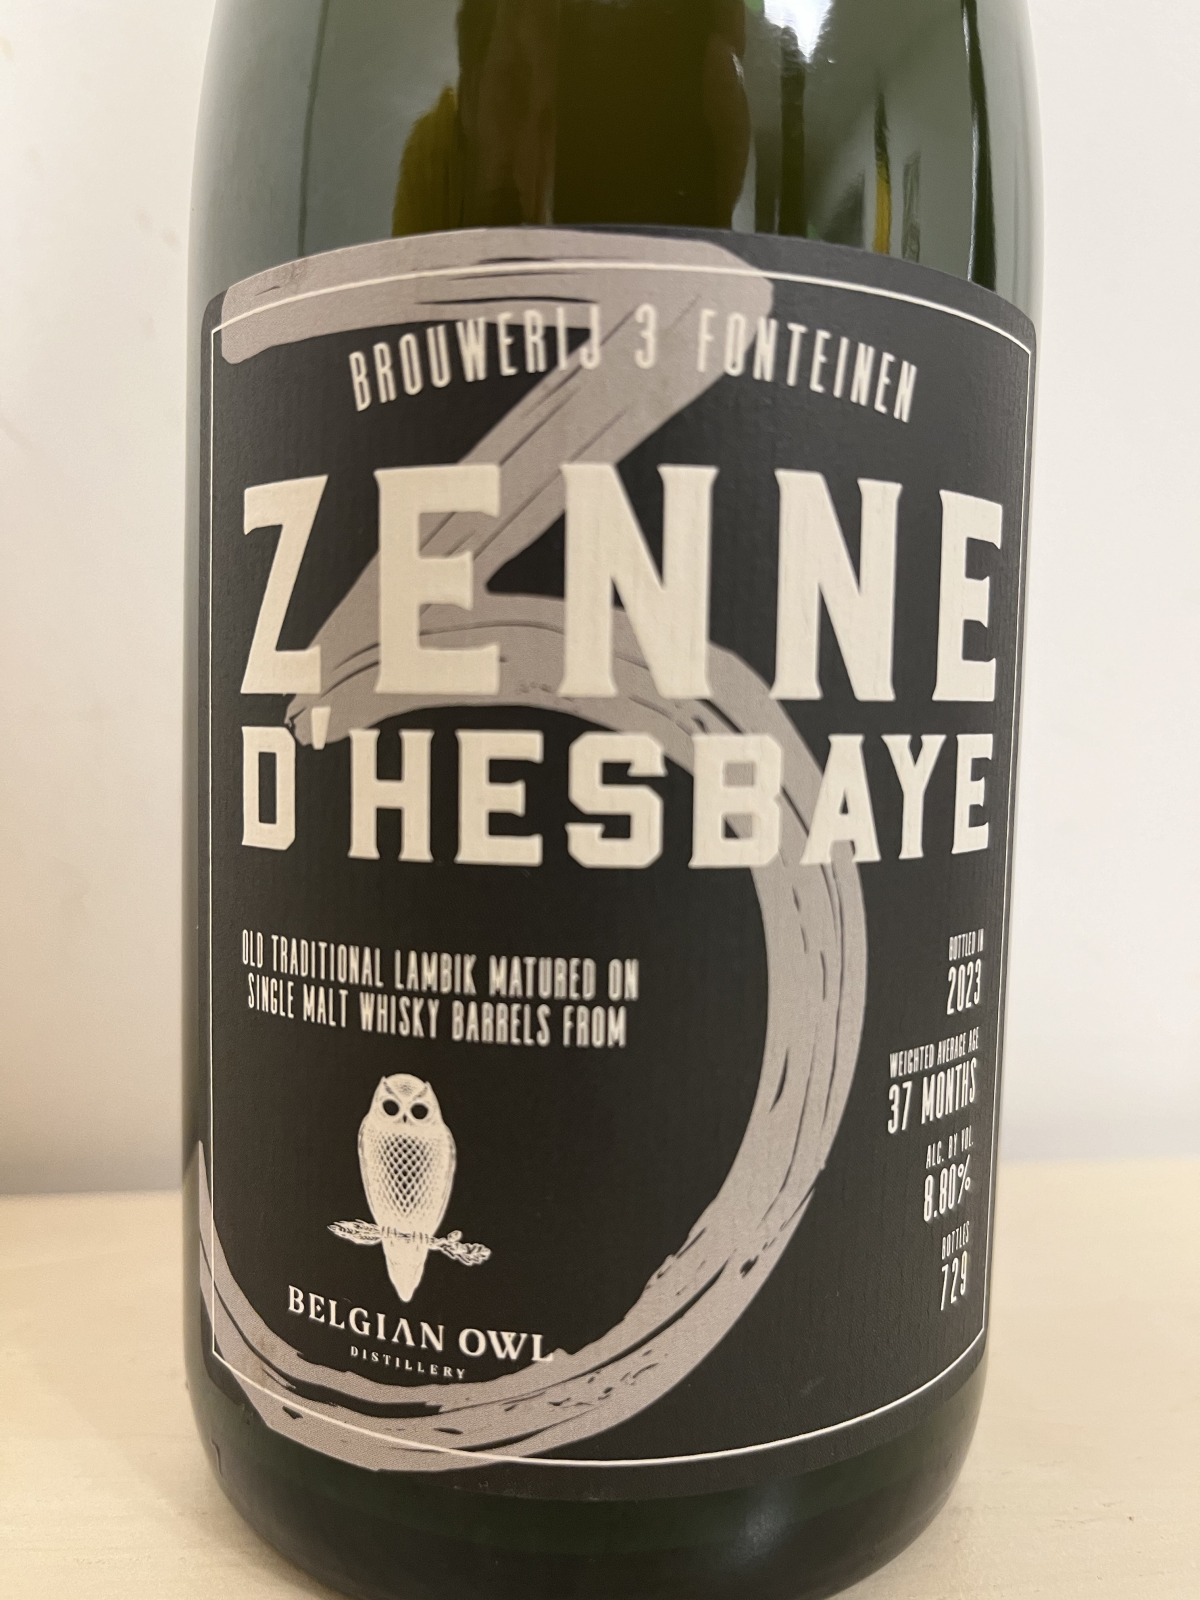 BROUWERIJ 3 FONTEINEN
ZENNE
D'HESBAYE
OLD TRADITIONAL LAMBIK MATURED ON
SINGLE MALT WHISKY BARRELS FROM
BELGIAN OWL
DISTILLERY
BOTTLED IN
2023
WEIGHTED AVERAGE AGE
37 MONTHS
ALC. BY VOL.
8.80%
BOTTLES
729